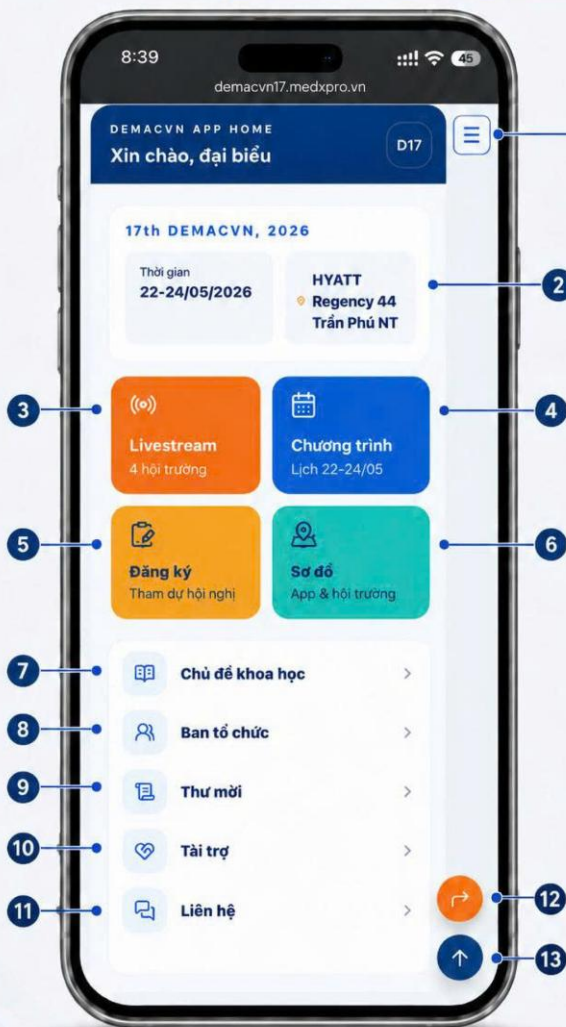 8:39
45
demacvn17.medxpro.vn
DEMACVN APP HOME
Xin chào, đại biểu
D17
17th DEMACVN, 2026
Thời gian
22-24/05/2026
HYATT
Regency 44
Trần Phú NT
2
3
Livestream
4 hội trường
Chương trình
Lịch 22-24/05
4
5
Đăng ký
Tham dự hội nghị
Sơ đồ
App & hội trường
6
7
Chủ đề khoa học
8
Ban tổ chức
9
Thư mời
10
Tài trợ
11
Liên hệ
12
13